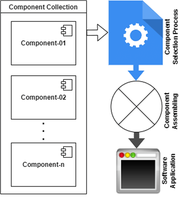 Component Collection
Component-01
Component-02
Component-n
Component
Selection Process
Component
Assembling
Software
Application